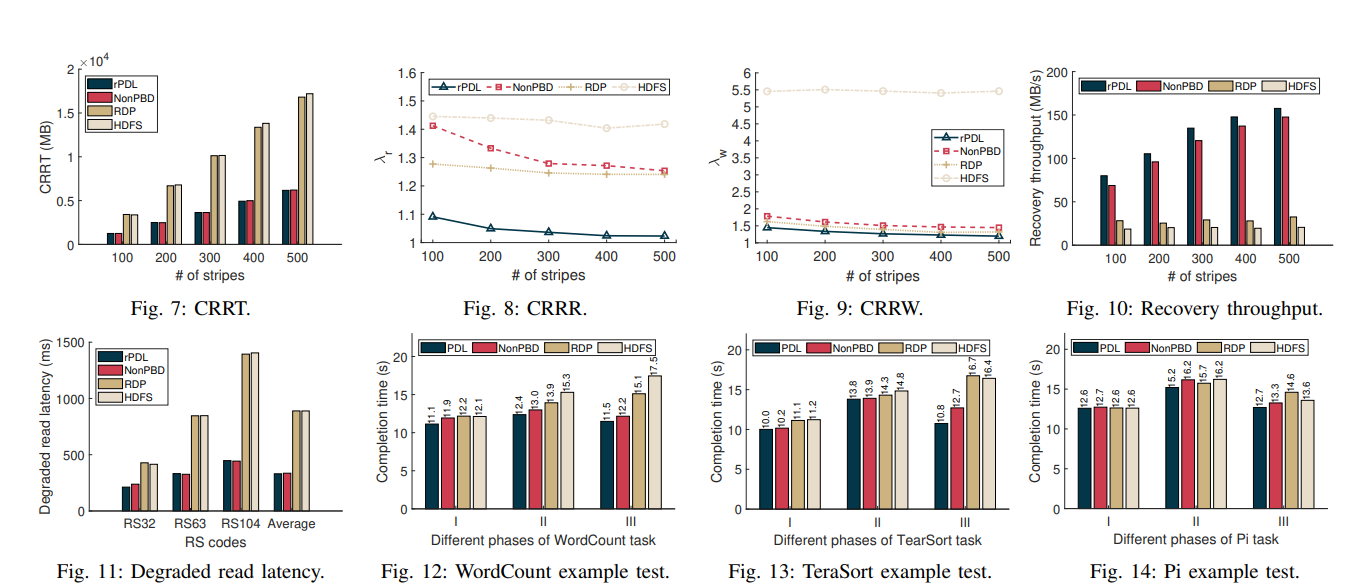 ×10⁴
2
1.5
1
0.5
0
CRRT (MB)
rPDL
NonPBD
RDP
HDFS
100 200 300 400 500
# of stripes
Fig. 7: CRRT.
1.6
1.5
1.4
1.3
1.2
1.1
1
λr
rPDL NonPBD RDP HDFS
100 200 300 400 500
# of stripes
Fig. 8: CRRR.
6
5.5
5
4.5
4
3.5
3
2.5
2
1.5
1
λw
rPDL
NonPBD
RDP
HDFS
100 200 300 400 500
# of stripes
Fig. 9: CRRW.
200
150
100
50
0
Recovery throughput (MB/s)
rPDL NonPBD RDP HDFS
100 200 300 400 500
# of stripes
Fig. 10: Recovery throughput.
1500
1000
500
0
Degraded read latency (ms)
rPDL
NonPBD
RDP
HDFS
RS32 RS63 RS104 Average
RS codes
Fig. 11: Degraded read latency.
20
15
10
5
0
Completion time (s)
PDL NonPBD RDP HDFS
11.1 11.9 12.2 12.1
12.4 13.0 13.9 15.3
11.5 12.2 15.1 17.5
I II III
Different phases of WordCount task
Fig. 12: WordCount example test.
20
15
10
5
0
Completion time (s)
PDL NonPBD RDP HDFS
10.0 10.2 11.1 11.2
13.8 13.9 14.3 14.8
10.8 12.7 16.7 16.4
I II III
Different phases of TearSort task
Fig. 13: TeraSort example test.
20
15
10
5
0
Completion time (s)
PDL NonPBD RDP HDFS
12.6 12.7 12.6 12.6
15.2 16.2 15.7 16.2
12.7 13.3 14.6 13.6
I II III
Different phases of Pi task
Fig. 14: Pi example test.